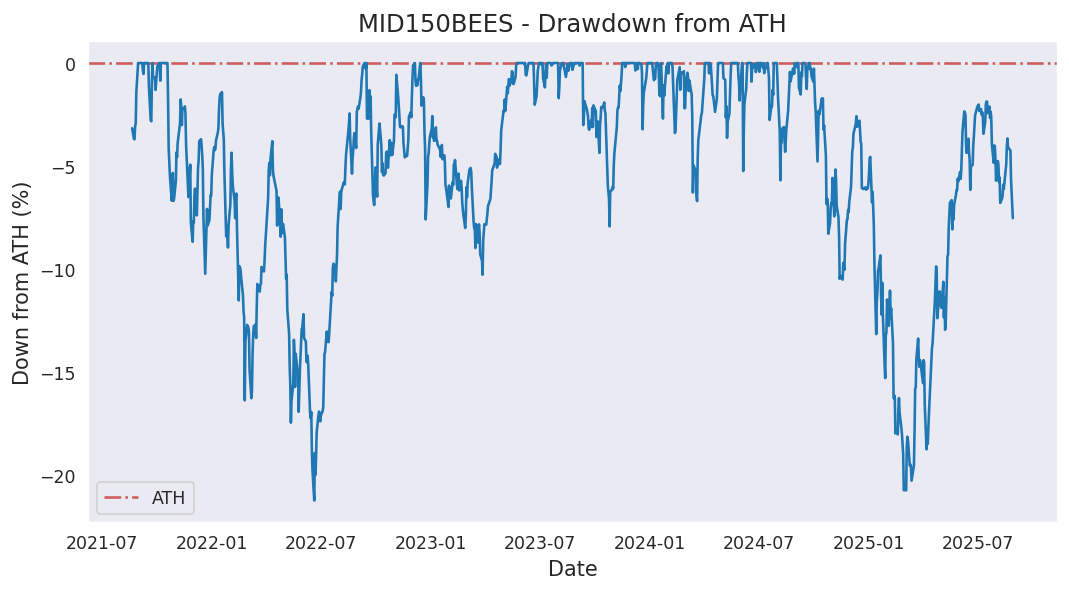 MID150BEES - Drawdown from ATH
Down from ATH (%)
0
−5
−10
−15
−20
ATH
2021-07 2022-01 2022-07 2023-01 2023-07 2024-01 2024-07 2025-01 2025-07
Date